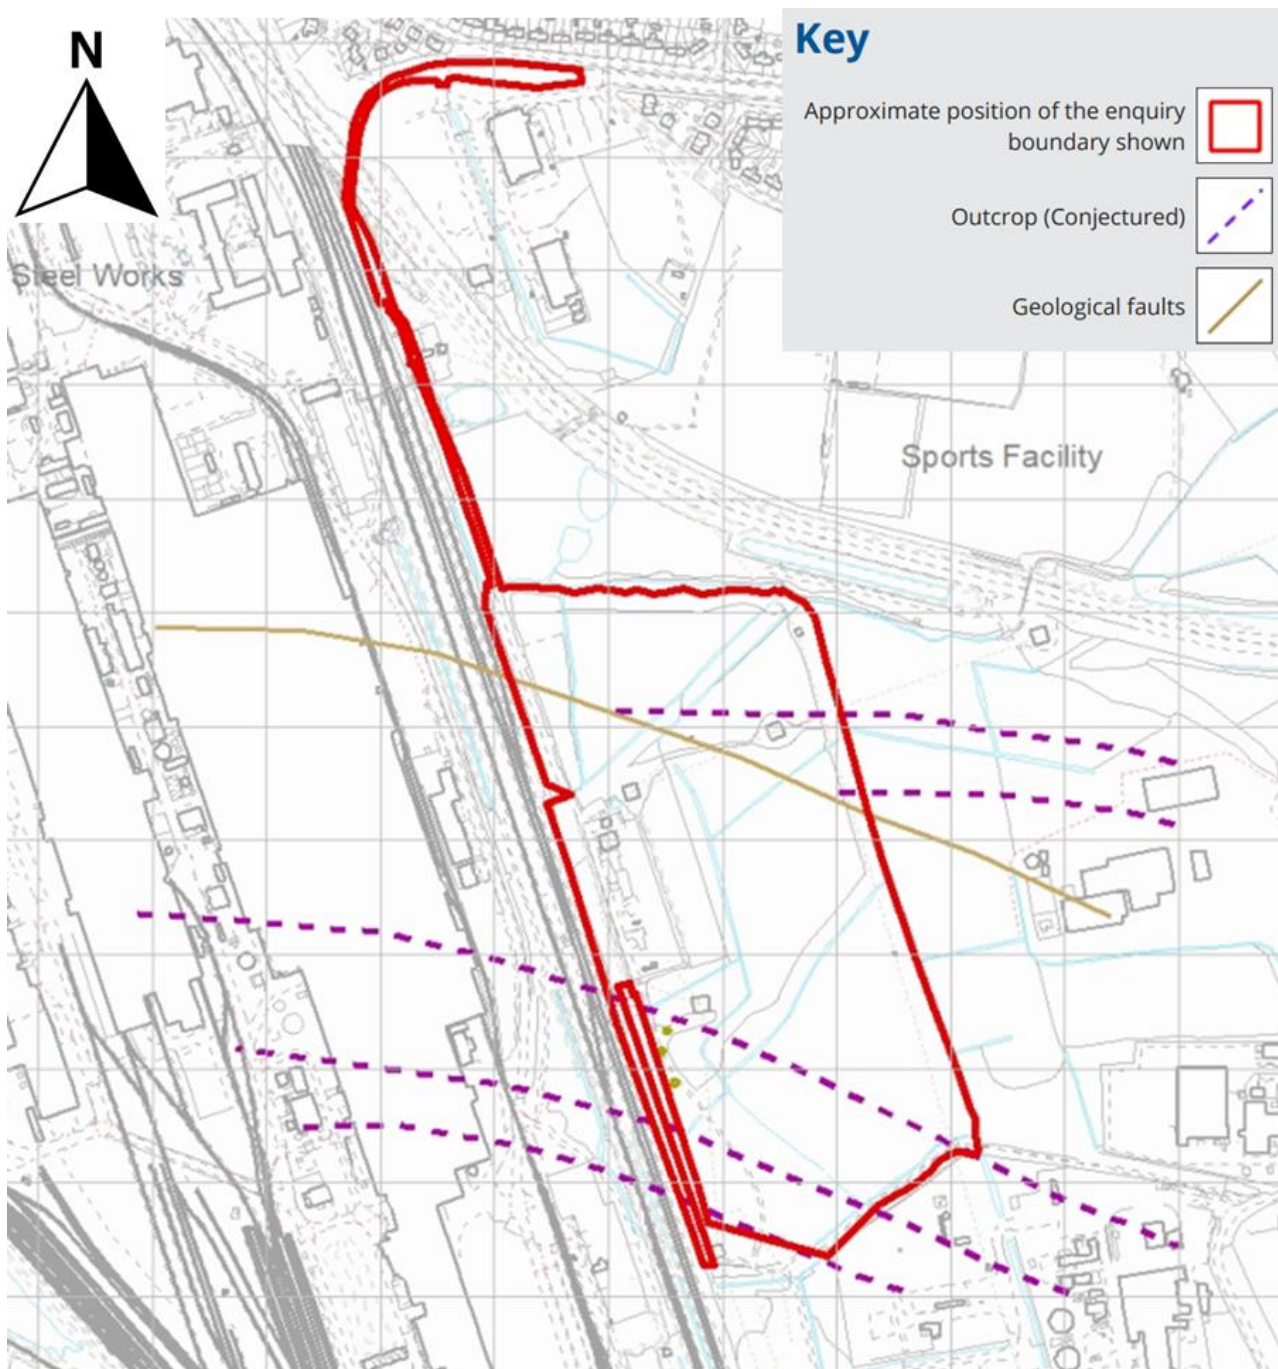 N
Key
Approximate position of the enquiry
boundary shown
Outcrop (Conjectured)
Geological faults
Steel Works
Sports Facility